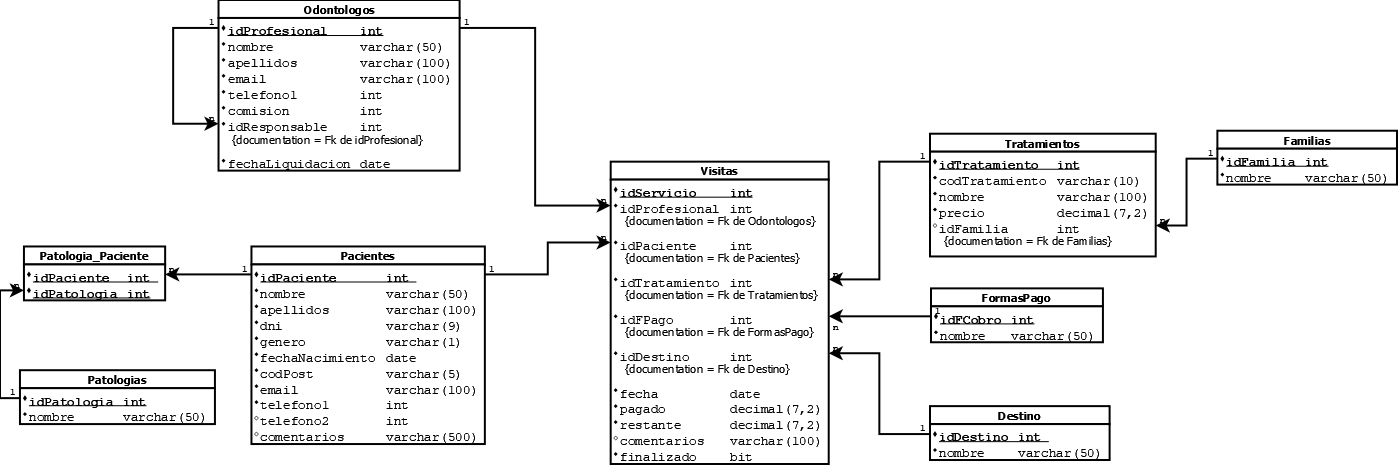 Odontologos
idProfesional int
nombre varchar(50)
apellidos varchar(100)
email varchar(100)
telefono1 int
comision int
idResponsable int
{documentation = Fk de idProfesional}
fechaLiquidacion date
1
n
1
Visitas
idServicio int
idProfesional int
{documentation = Fk de Odontologos}
idPaciente int
{documentation = Fk de Pacientes}
idTratamiento int
{documentation = Fk de Tratamientos}
idFPago int
{documentation = Fk de FormasPago}
idDestino int
{documentation = Fk de Destino}
fecha date
pagado decimal(7,2)
restante decimal(7,2)
comentarios varchar(100)
finalizado bit
n
n
n
n
n
Tratamientos
idTratamiento int
codTratamiento varchar(10)
nombre varchar(100)
precio decimal(7,2)
idFamilia int
{documentation = Fk de Familias}
1
n
Familias
idFamilia int
nombre varchar(50)
1
Patologia_Paciente
idPaciente int
idPatologia int
n
n
Pacientes
idPaciente int
nombre varchar(50)
apellidos varchar(100)
dni varchar(9)
genero varchar(1)
fechaNacimiento date
codPost varchar(5)
email varchar(100)
telefono1 int
telefono2 int
comentarios varchar(500)
1
1
FormasPago
idFCobro int
nombre varchar(50)
1
Patologias
idPatologia int
nombre varchar(50)
1
Destino
idDestino int
nombre varchar(50)
1